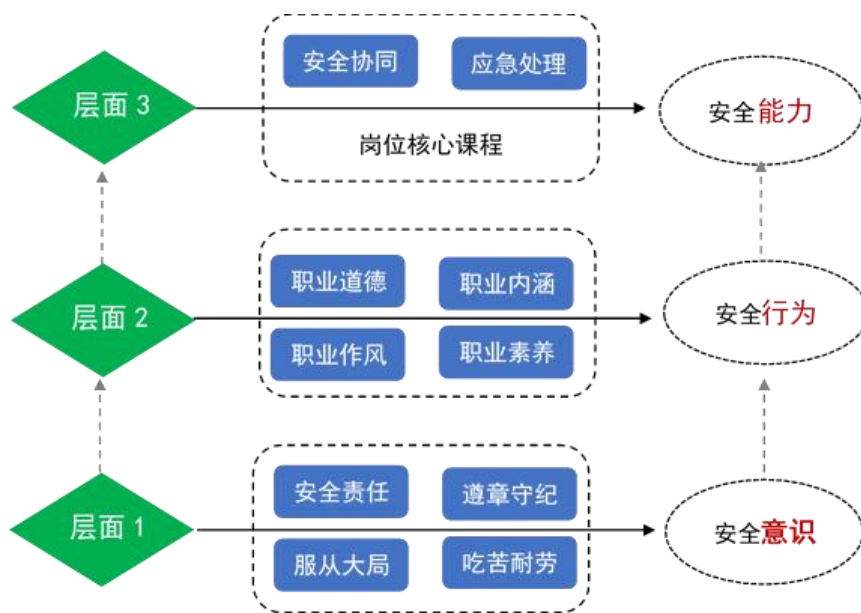 安全协同
应急处理
层面 3
安全能力
岗位核心课程
职业道德
职业内涵
层面 2
安全行为
职业作风
职业素养
安全责任
遵章守纪
层面 1
安全意识
服从大局
吃苦耐劳